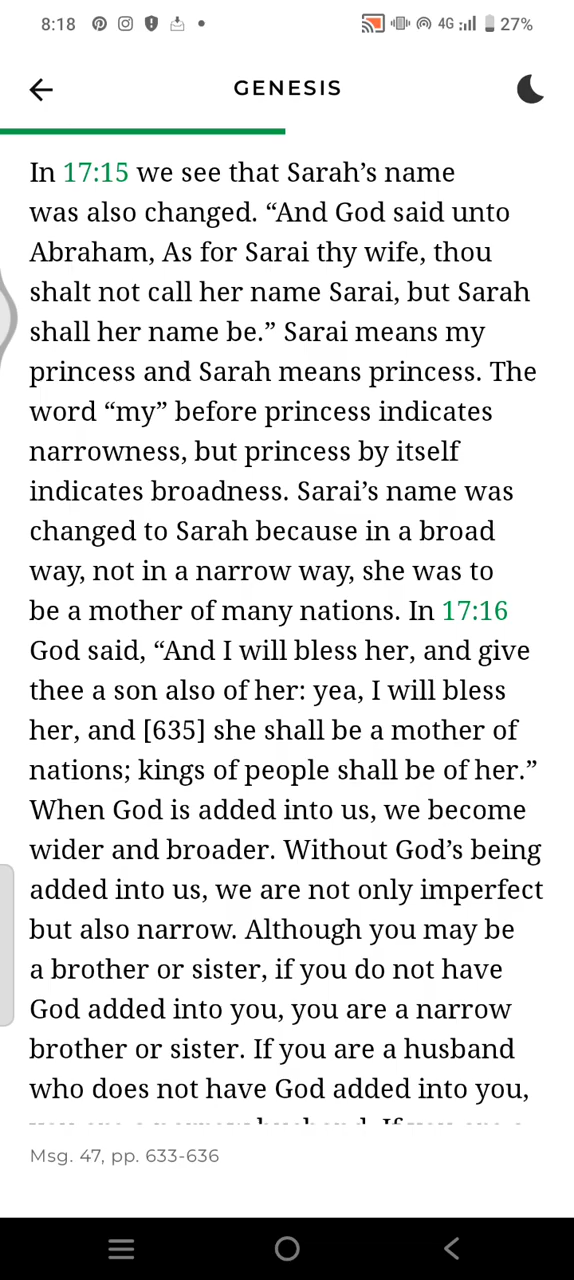 8:18
4G
27%
GENESIS
In 17:15 we see that Sarah’s name
was also changed. “And God said unto
Abraham, As for Sarai thy wife, thou
shalt not call her name Sarai, but Sarah
shall her name be.” Sarai means my
princess and Sarah means princess. The
word “my” before princess indicates
narrowness, but princess by itself
indicates broadness. Sarai’s name was
changed to Sarah because in a broad
way, not in a narrow way, she was to
be a mother of many nations. In 17:16
God said, “And I will bless her, and give
thee a son also of her: yea, I will bless
her, and [635] she shall be a mother of
nations; kings of people shall be of her.”
When God is added into us, we become
wider and broader. Without God’s being
added into us, we are not only imperfect
but also narrow. Although you may be
a brother or sister, if you do not have
God added into you, you are a narrow
brother or sister. If you are a husband
who does not have God added into you,
Msg. 47, pp. 633-636